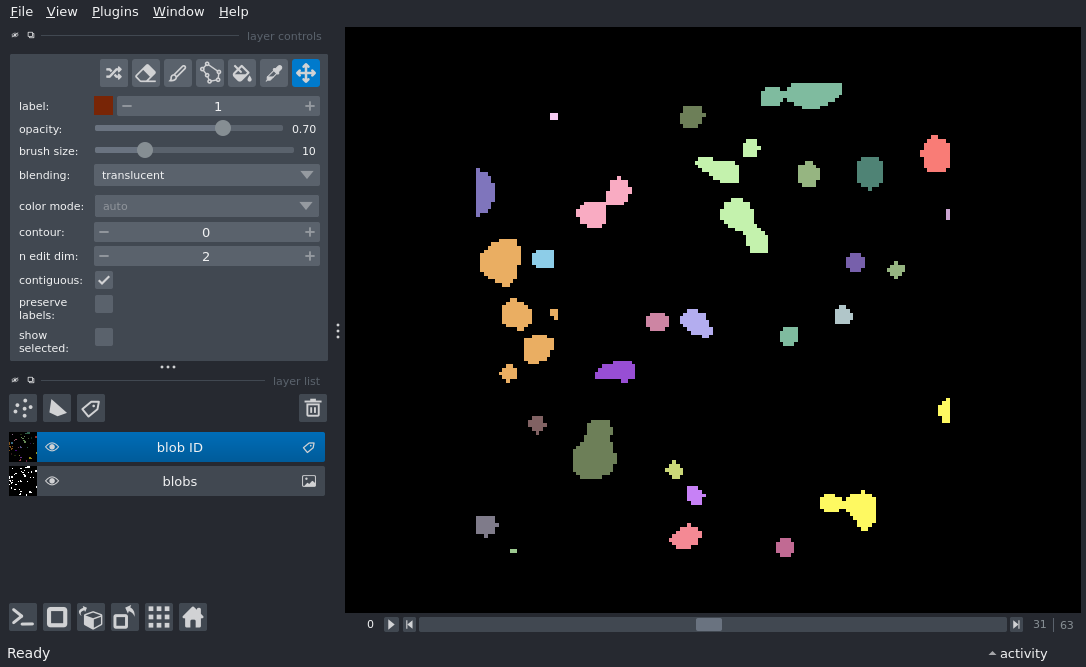 File View Plugins Window Help
layer controls
label: 1
opacity: 0.70
brush size: 10
blending: translucent
color mode: auto
contour: 0
n edit dim: 2
contiguous:
preserve
labels:
show
selected:
layer list
blob ID
blobs
0 31 63
Ready activity